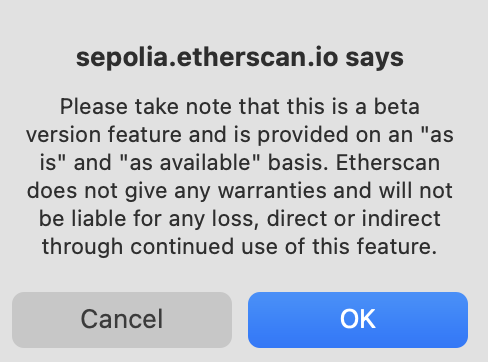 sepolia.etherscan.io says
Please take note that this is a beta
version feature and is provided on an "as
is" and "as available" basis. Etherscan
does not give any warranties and will not
be liable for any loss, direct or indirect
through continued use of this feature.
Cancel
OK